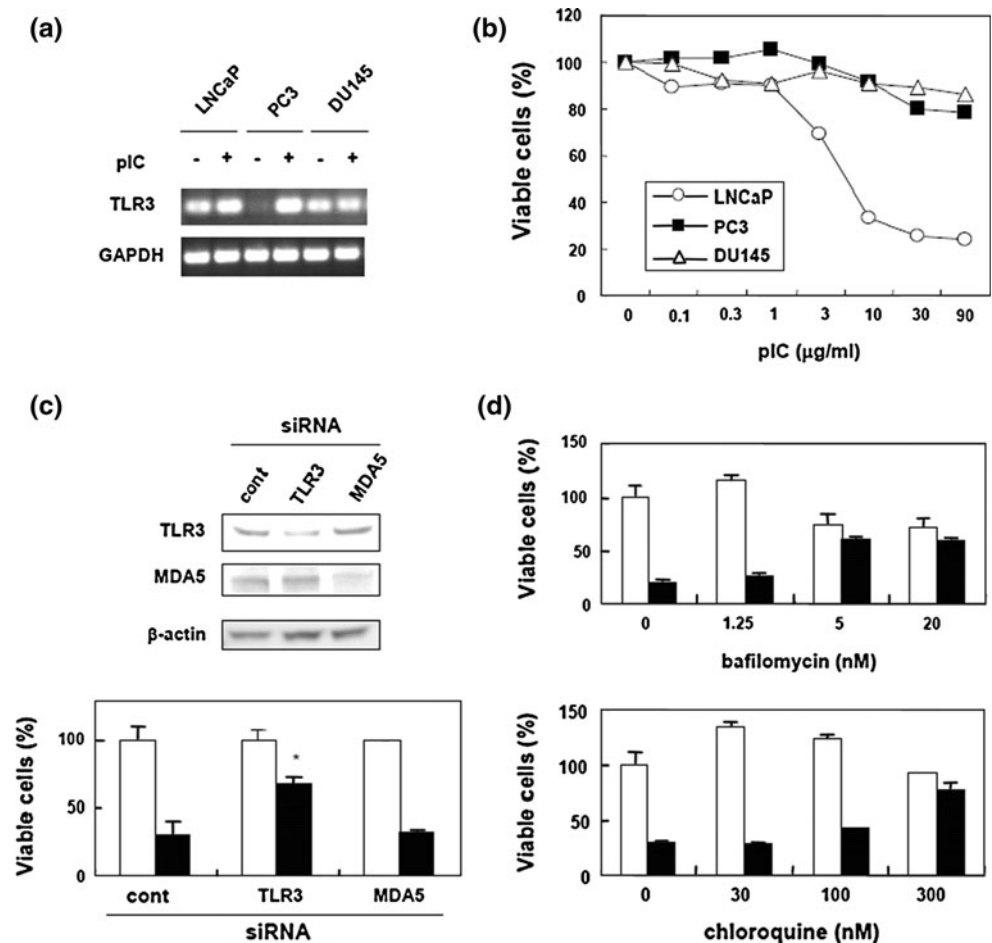 (a)
LNCaP PC3 DU145
pIC - + - + - +
TLR3
GAPDH
(b)
Viable cells (%)
120
100
80
60
40
20
0
LNCaP
PC3
DU145
0 0.1 0.3 1 3 10 30 90
pIC (μg/ml)
(c)
siRNA
cont TLR3 MDA5
TLR3
MDA5
β-actin
Viable cells (%)
100
50
0
*
cont TLR3 MDA5
siRNA
(d)
Viable cells (%)
150
100
50
0
0 1.25 5 20
bafilomycin (nM)
Viable cells (%)
150
100
50
0
0 30 100 300
chloroquine (nM)